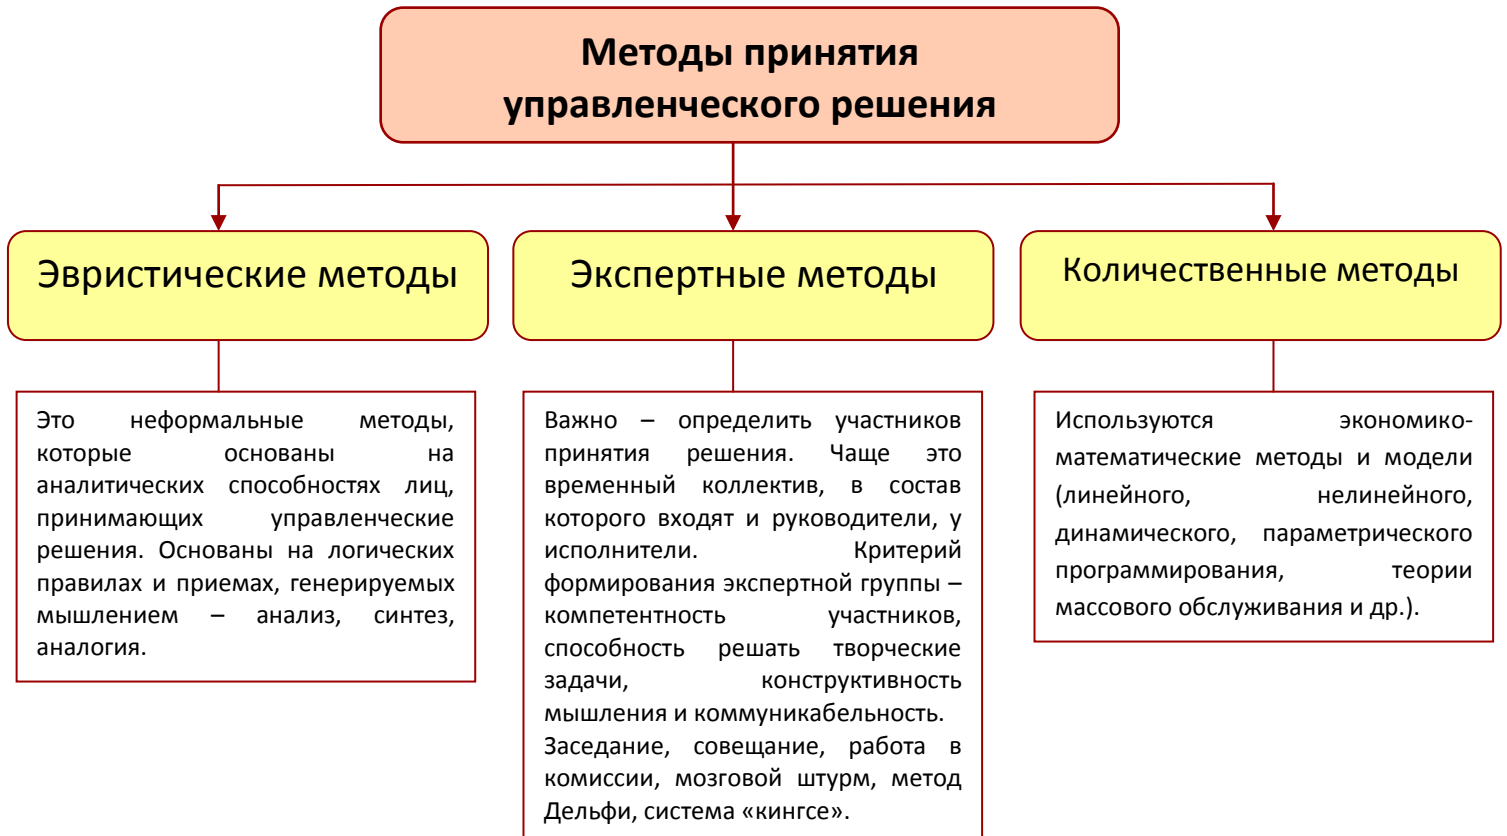 Методы принятия
управленческого решения
Эвристические методы
Экспертные методы
Количественные методы
Это неформальные методы,
которые основаны на
аналитических способностях лиц,
принимающих управленческие
решения. Основаны на логических
правилах и приемах, генерируемых
мышлением – анализ, синтез,
аналогия.
Важно – определить участников
принятия решения. Чаще это
временный коллектив, в состав
которого входят и руководители, у
исполнители. Критерий
формирования экспертной группы –
компетентность участников,
способность решать творческие
задачи, конструктивность
мышления и коммуникабельность.
Заседание, совещание, работа в
комиссии, мозговой штурм, метод
Дельфи, система «кингсе».
Используются экономико-
математические методы и модели
(линейного, нелинейного,
динамического, параметрического
программирования, теории
массового обслуживания и др.).